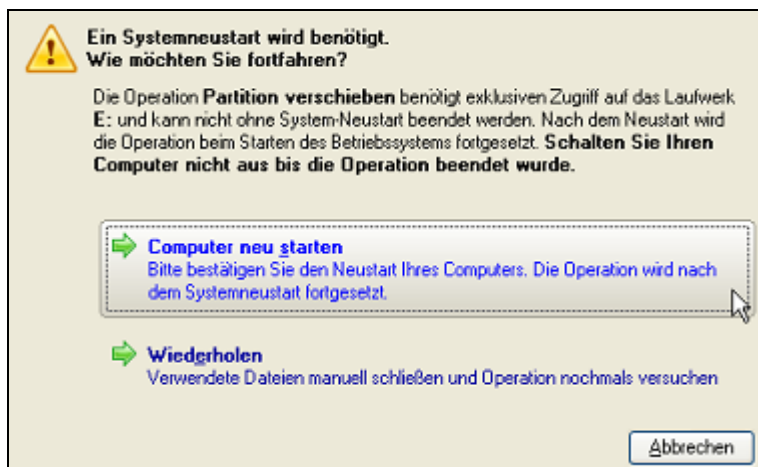 Ein Systemneustart wird benötigt.
Wie möchten Sie fortfahren?
Die Operation Partition verschieben benötigt exklusiven Zugriff auf das Laufwerk
E: und kann nicht ohne System-Neustart beendet werden. Nach dem Neustart wird
die Operation beim Starten des Betriebssystems fortgesetzt. Schalten Sie Ihren
Computer nicht aus bis die Operation beendet wurde.
Computer neu starten
Bitte bestätigen Sie den Neustart Ihres Computers. Die Operation wird nach
dem Systemneustart fortgesetzt.
Wiederholen
Verwendete Dateien manuell schließen und Operation nochmals versuchen
Abbrechen